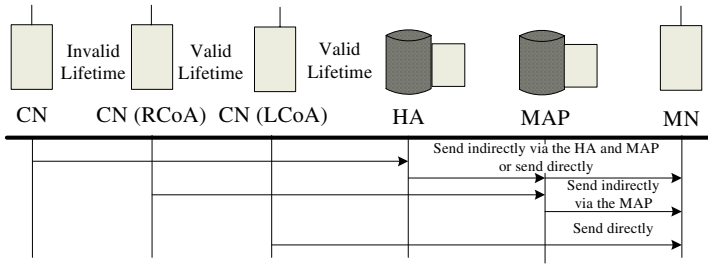 Invalid
Lifetime
Valid
Lifetime
Valid
Lifetime
CN
CN (RCoA)
CN (LCoA)
HA
MAP
MN
Send indirectly via the HA and MAP
or send directly
Send indirectly
via the MAP
Send directly